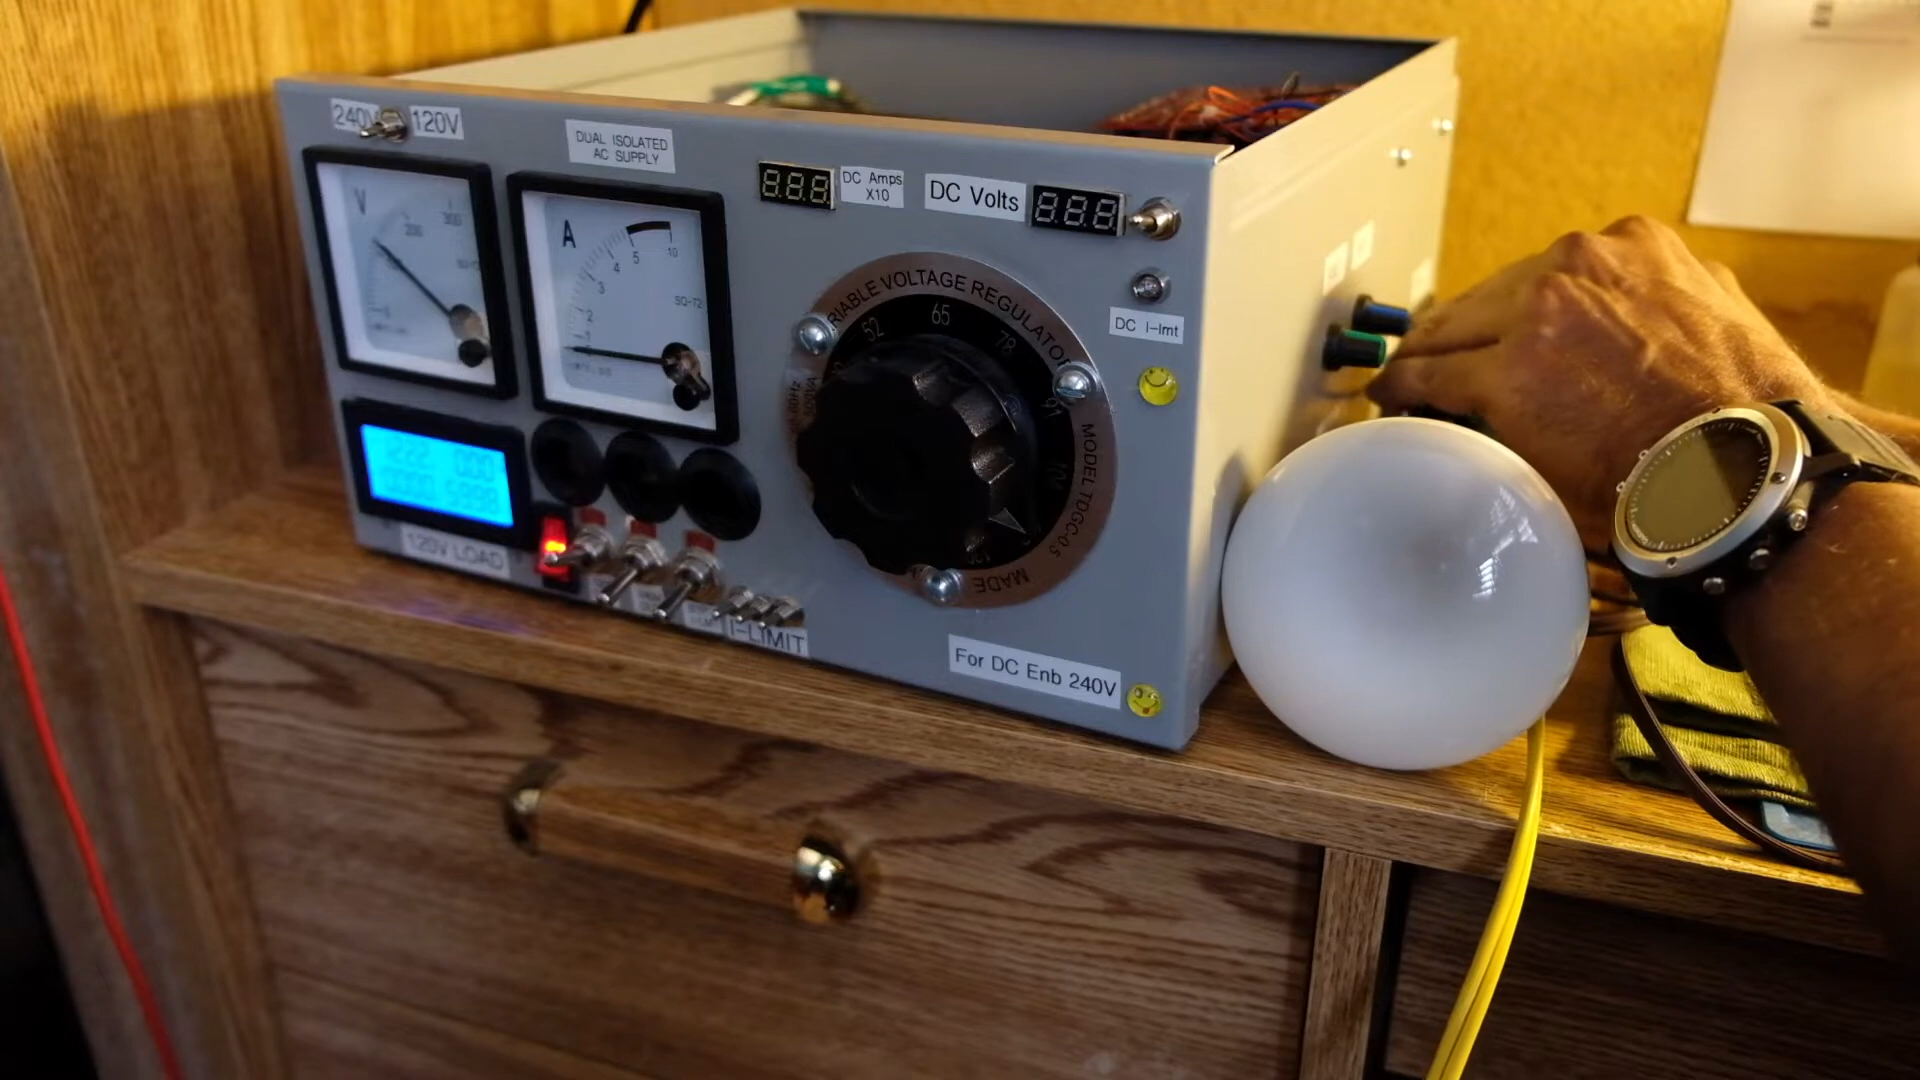 240V 120V
DUAL ISOLATED
AC SUPPLY
DC Amps
X10
DC Volts
V
200
300
A
1
2
3
4
5
10
SQ-72
VARIABLE VOLTAGE REGULATOR
52
65
78
91
MODEL TDGC-0.5
MADE
DC I-lmt
120V LOAD
I-LIMIT
For DC Enb 240V